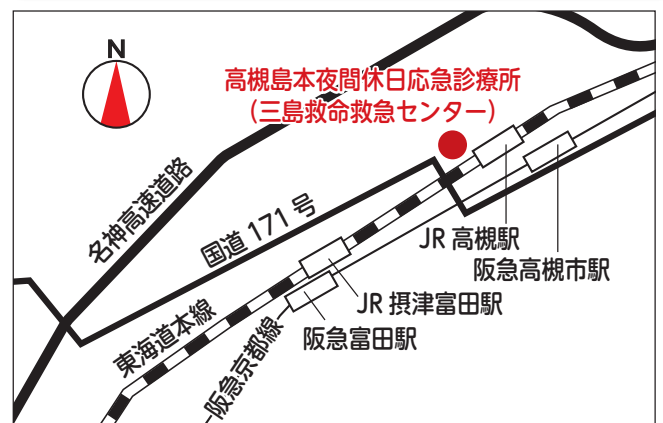 N
高槻島本夜間休日応急診療所
（三島救命救急センター）
名神高速道路
国道171号
JR 高槻駅
阪急高槻市駅
JR 摂津富田駅
東海道本線
阪急富田駅
阪急京都線